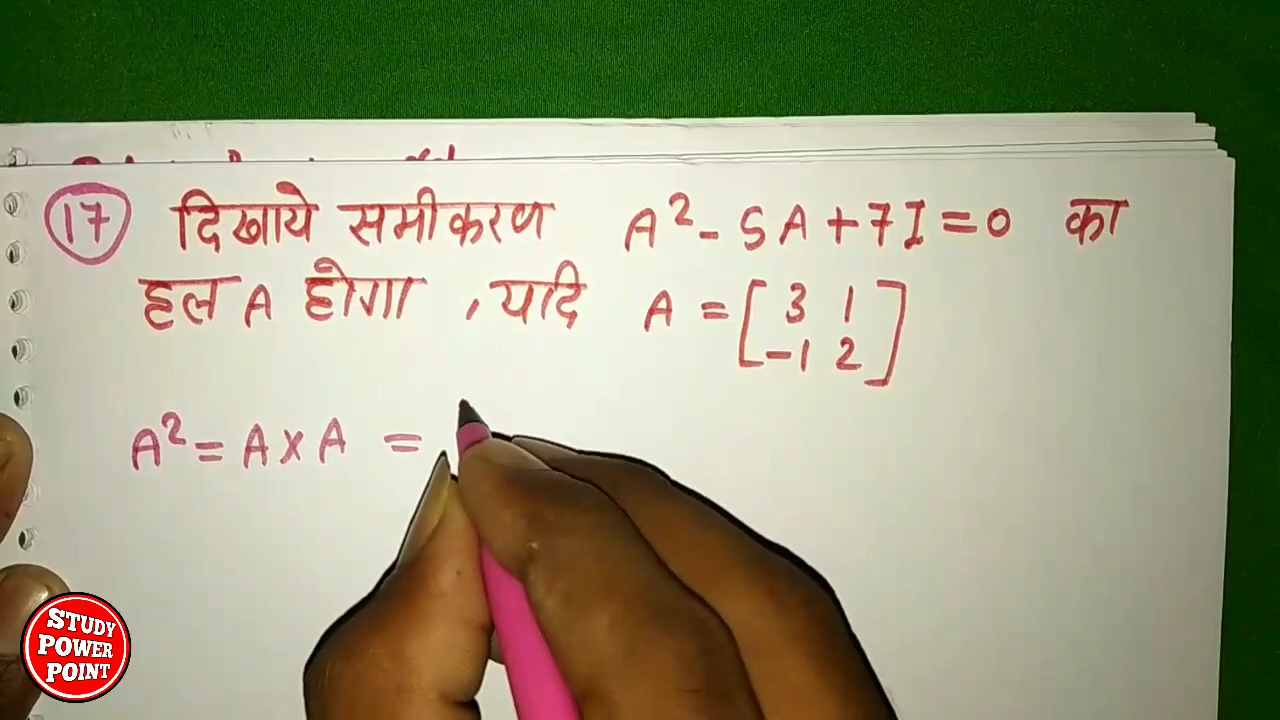 17 दिखाये समीकरण A² - 5A + 7I = 0 का
हल A होगा , यदि A = [ 3 1
-1 2 ]
A² = A x A =
STUDY
POWER
POINT